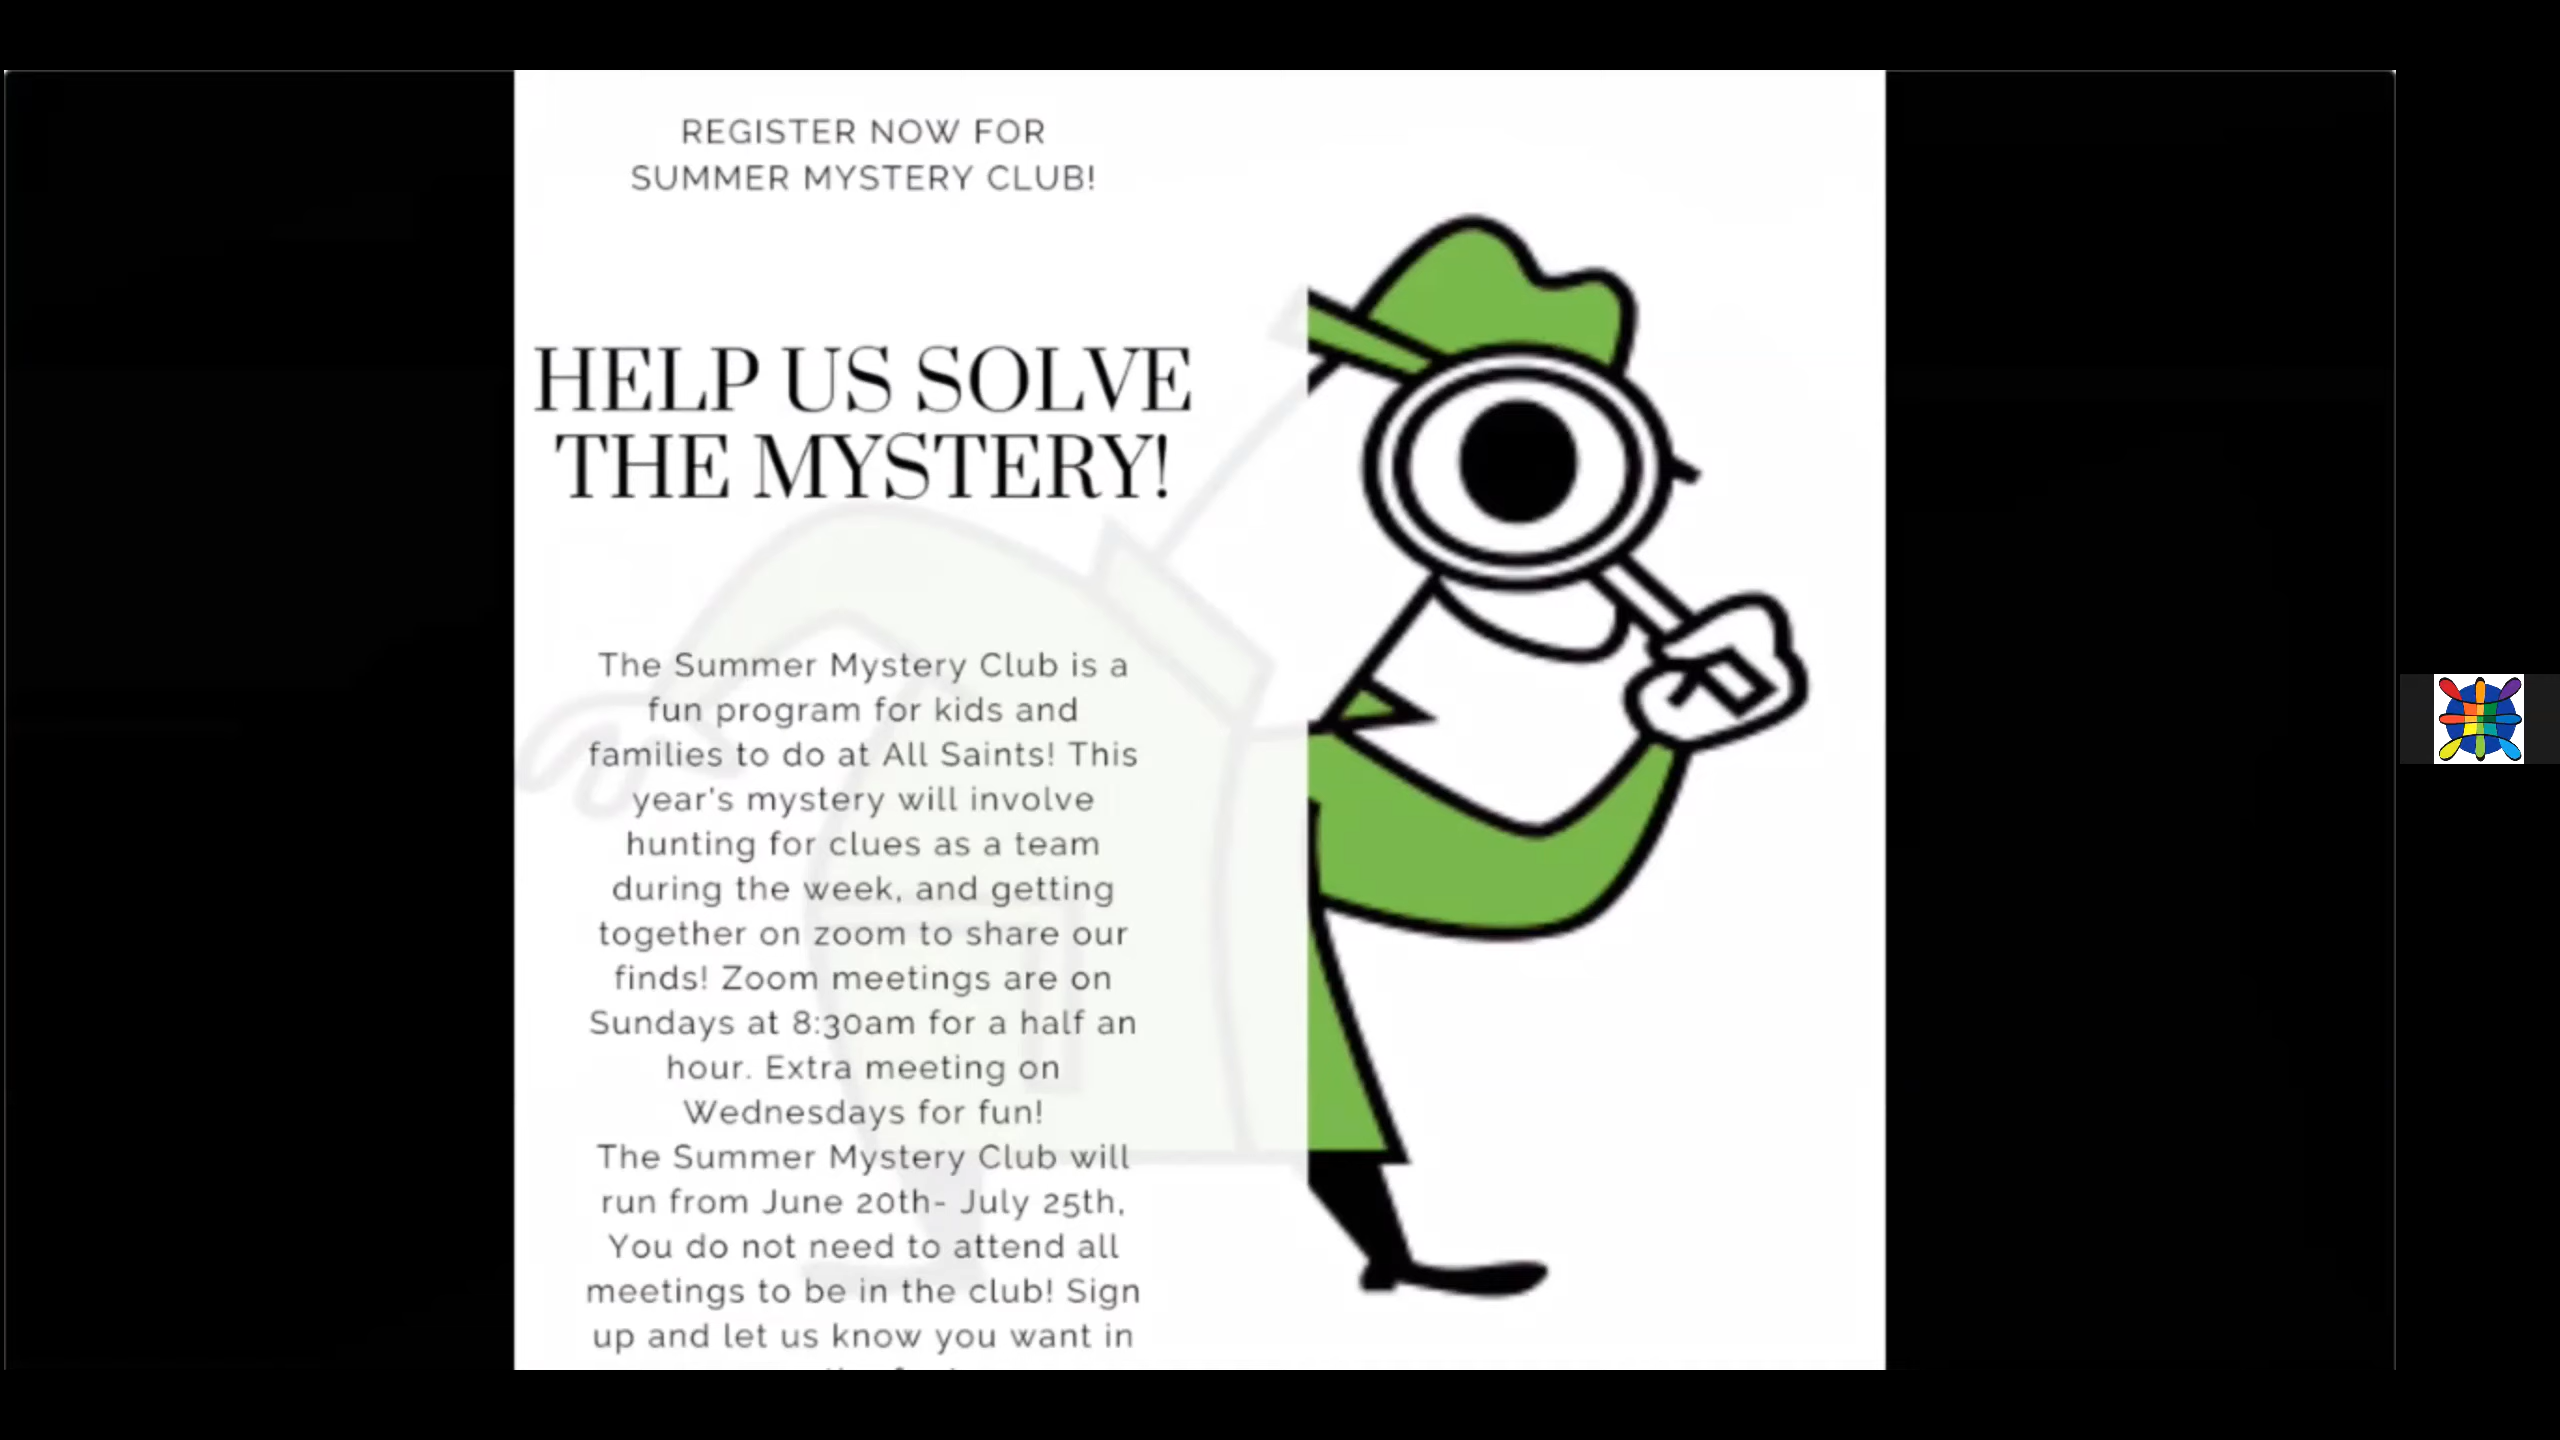 REGISTER NOW FOR
SUMMER MYSTERY CLUB!
HELP US SOLVE
THE MYSTERY!
The Summer Mystery Club is a
fun program for kids and
families to do at All Saints! This
year's mystery will involve
hunting for clues as a team
during the week, and getting
together on zoom to share our
finds! Zoom meetings are on
Sundays at 8:30am for a half an
hour. Extra meeting on
Wednesdays for fun!
The Summer Mystery Club will
run from June 20th- July 25th,
You do not need to attend all
meetings to be in the club! Sign
up and let us know you want in